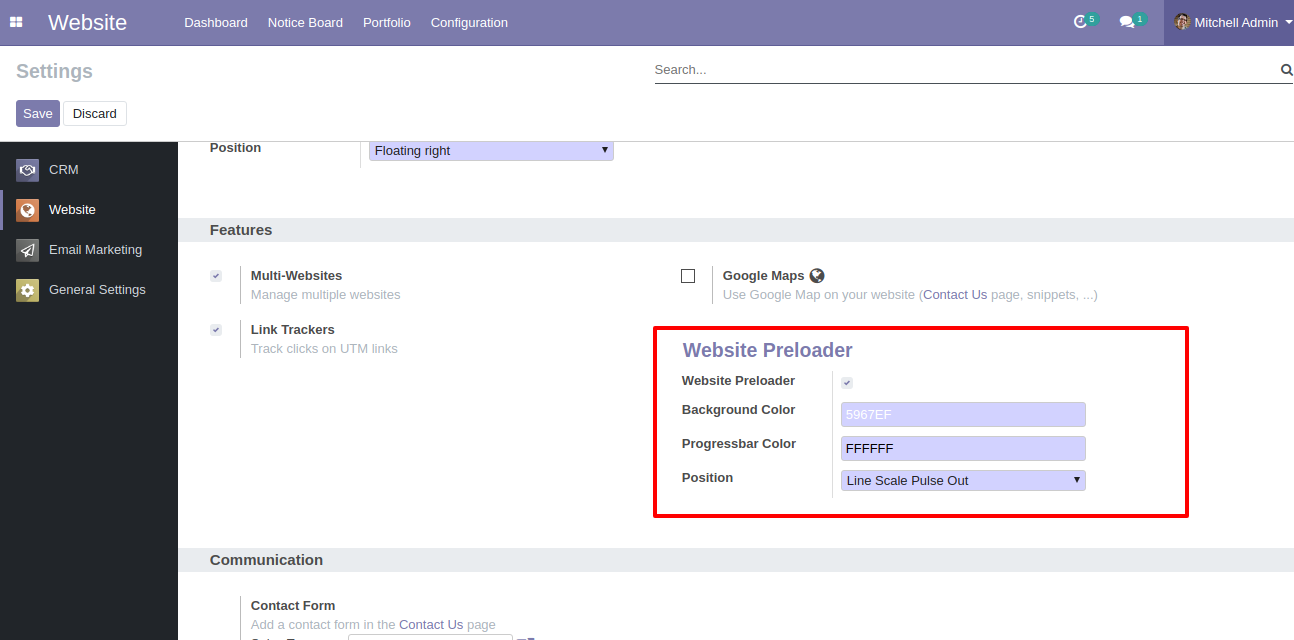 Website Dashboard Notice Board Portfolio Configuration 5 1 Mitchell Admin
Settings
Search...
Save Discard
CRM
Website
Email Marketing
General Settings
Position Floating right
Features
Multi-Websites
Manage multiple websites
Google Maps
Use Google Map on your website (Contact Us page, snippets, ...)
Link Trackers
Track clicks on UTM links
Website Preloader
Website Preloader
Background Color 5967EF
Progressbar Color FFFFFF
Position Line Scale Pulse Out
Communication
Contact Form
Add a contact form in the Contact Us page